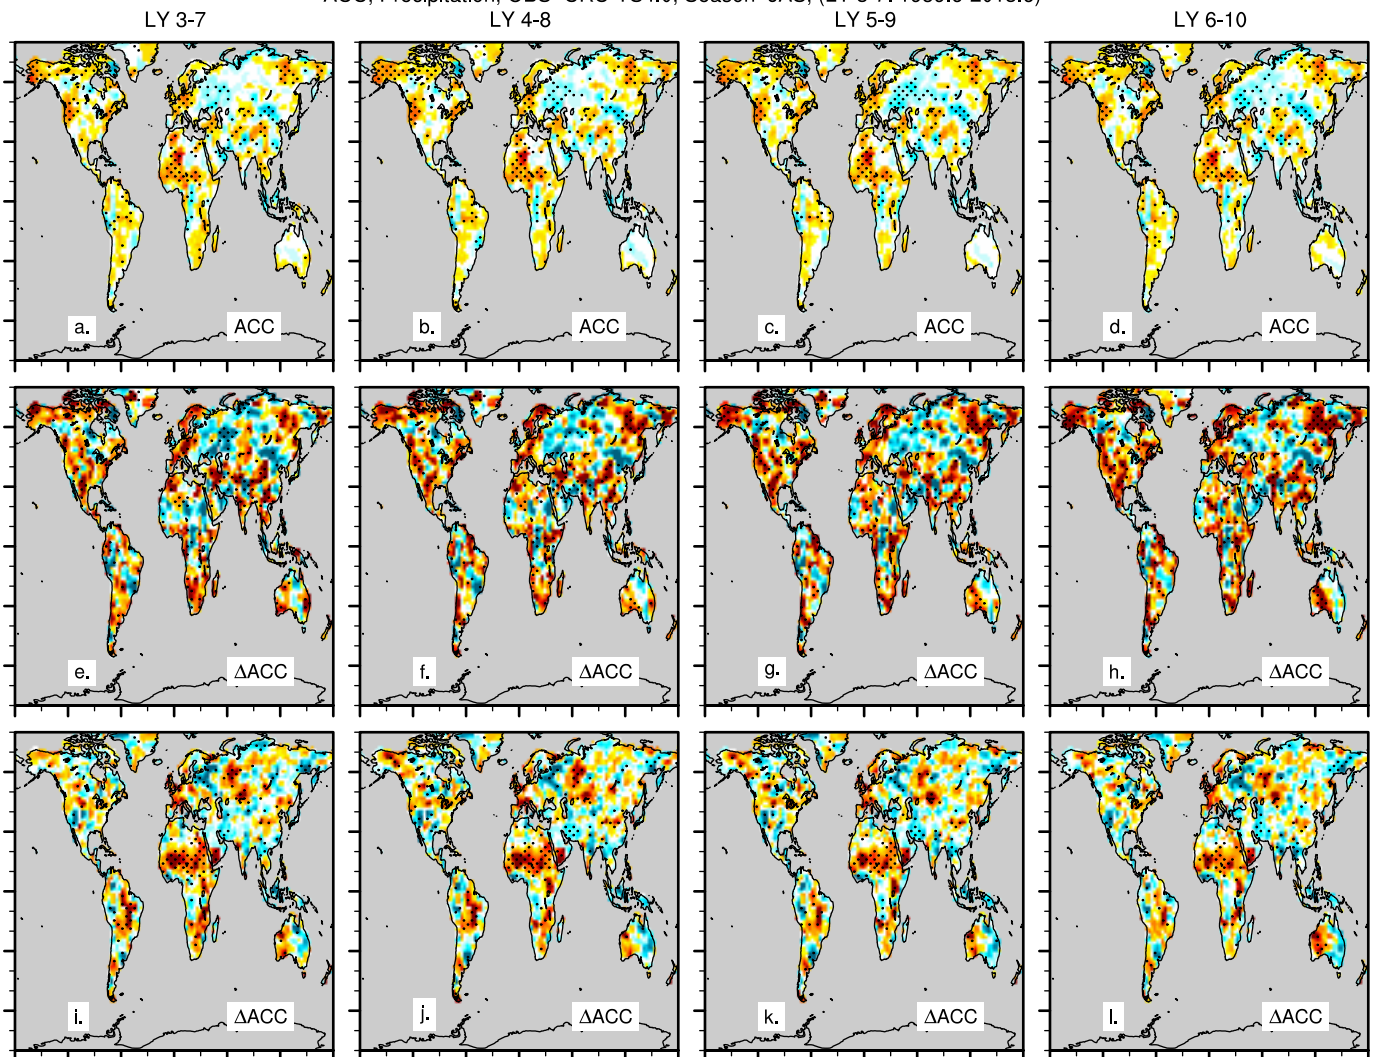 LY 3-7 LY 4-8 LY 5-9 LY 6-10
a. ACC b. ACC c. ACC d. ACC
e. ΔACC f. ΔACC g. ΔACC h. ΔACC
i. ΔACC j. ΔACC k. ΔACC l. ΔACC